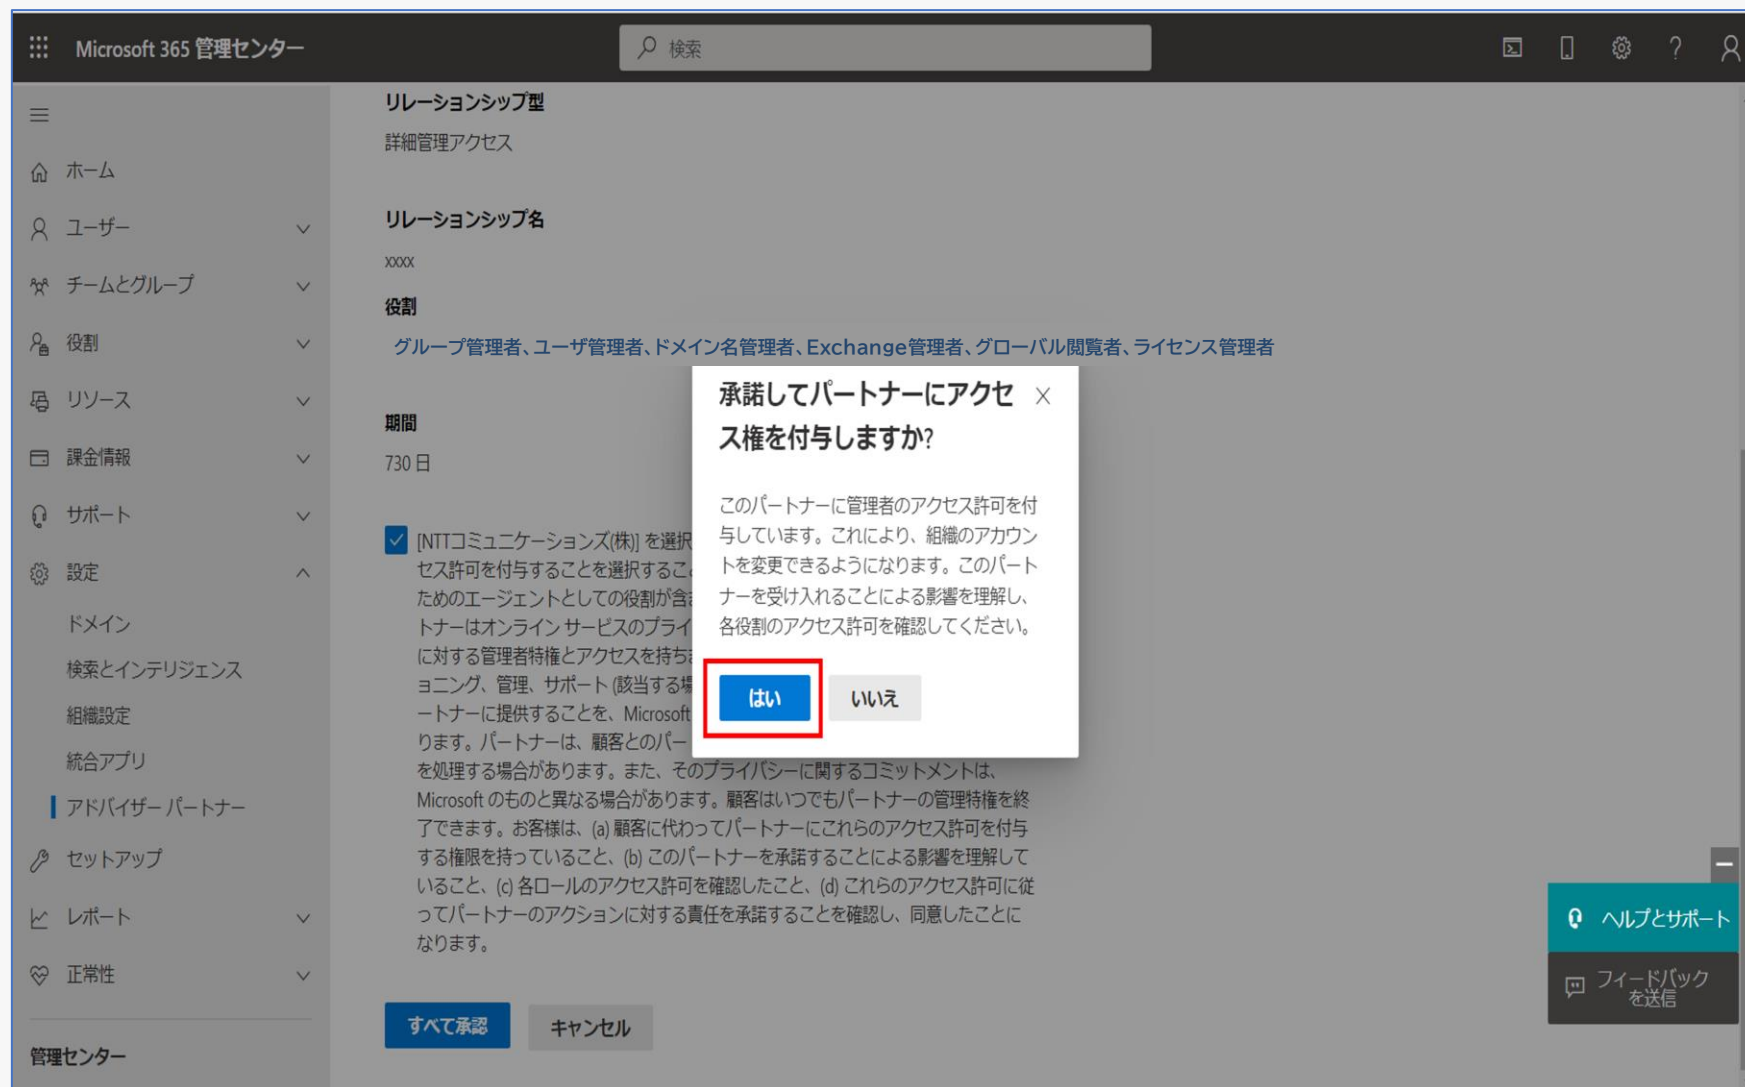 Microsoft 365 管理センター
検索
ホーム
ユーザー
チームとグループ
役割
リソース
課金情報
サポート
設定
ドメイン
検索とインテリジェンス
組織設定
統合アプリ
アドバイザー パートナー
セットアップ
レポート
正常性
管理センター
リレーションシップ型
詳細管理アクセス
リレーションシップ名
xxxx
役割
グループ管理者、ユーザ管理者、ドメイン名管理者、Exchange管理者、グローバル閲覧者、ライセンス管理者
期間
730 日
[NTTコミュニケーションズ(株)] を選択
セス許可を付与することを選択するこ
ためのエージェントとしての役割が含
トナーはオンライン サービスのプライ
に対する管理者特権とアクセスを持ち
ョニング、管理、サポート (該当する場
ートナーに提供することを、Microsoft
ります。パートナーは、顧客とのパー
を処理する場合があります。また、そのプライバシーに関するコミットメントは、
Microsoft のものと異なる場合があります。顧客はいつでもパートナーの管理特権を終
了できます。お客様は、(a) 顧客に代わってパートナーにこれらのアクセス許可を付与
する権限を持っていること、(b) このパートナーを承諾することによる影響を理解して
いること、(c) 各ロールのアクセス許可を確認したこと、(d) これらのアクセス許可に従
ってパートナーのアクションに対する責任を承諾することを確認し、同意したことに
なります。
すべて承認
キャンセル
承諾してパートナーにアクセ
ス権を付与しますか?
このパートナーに管理者のアクセス許可を付
与しています。これにより、組織のアカウン
トを変更できるようになります。このパート
ナーを受け入れることによる影響を理解し、
各役割のアクセス許可を確認してください。
はい
いいえ
ヘルプとサポート
フィードバック
を送信